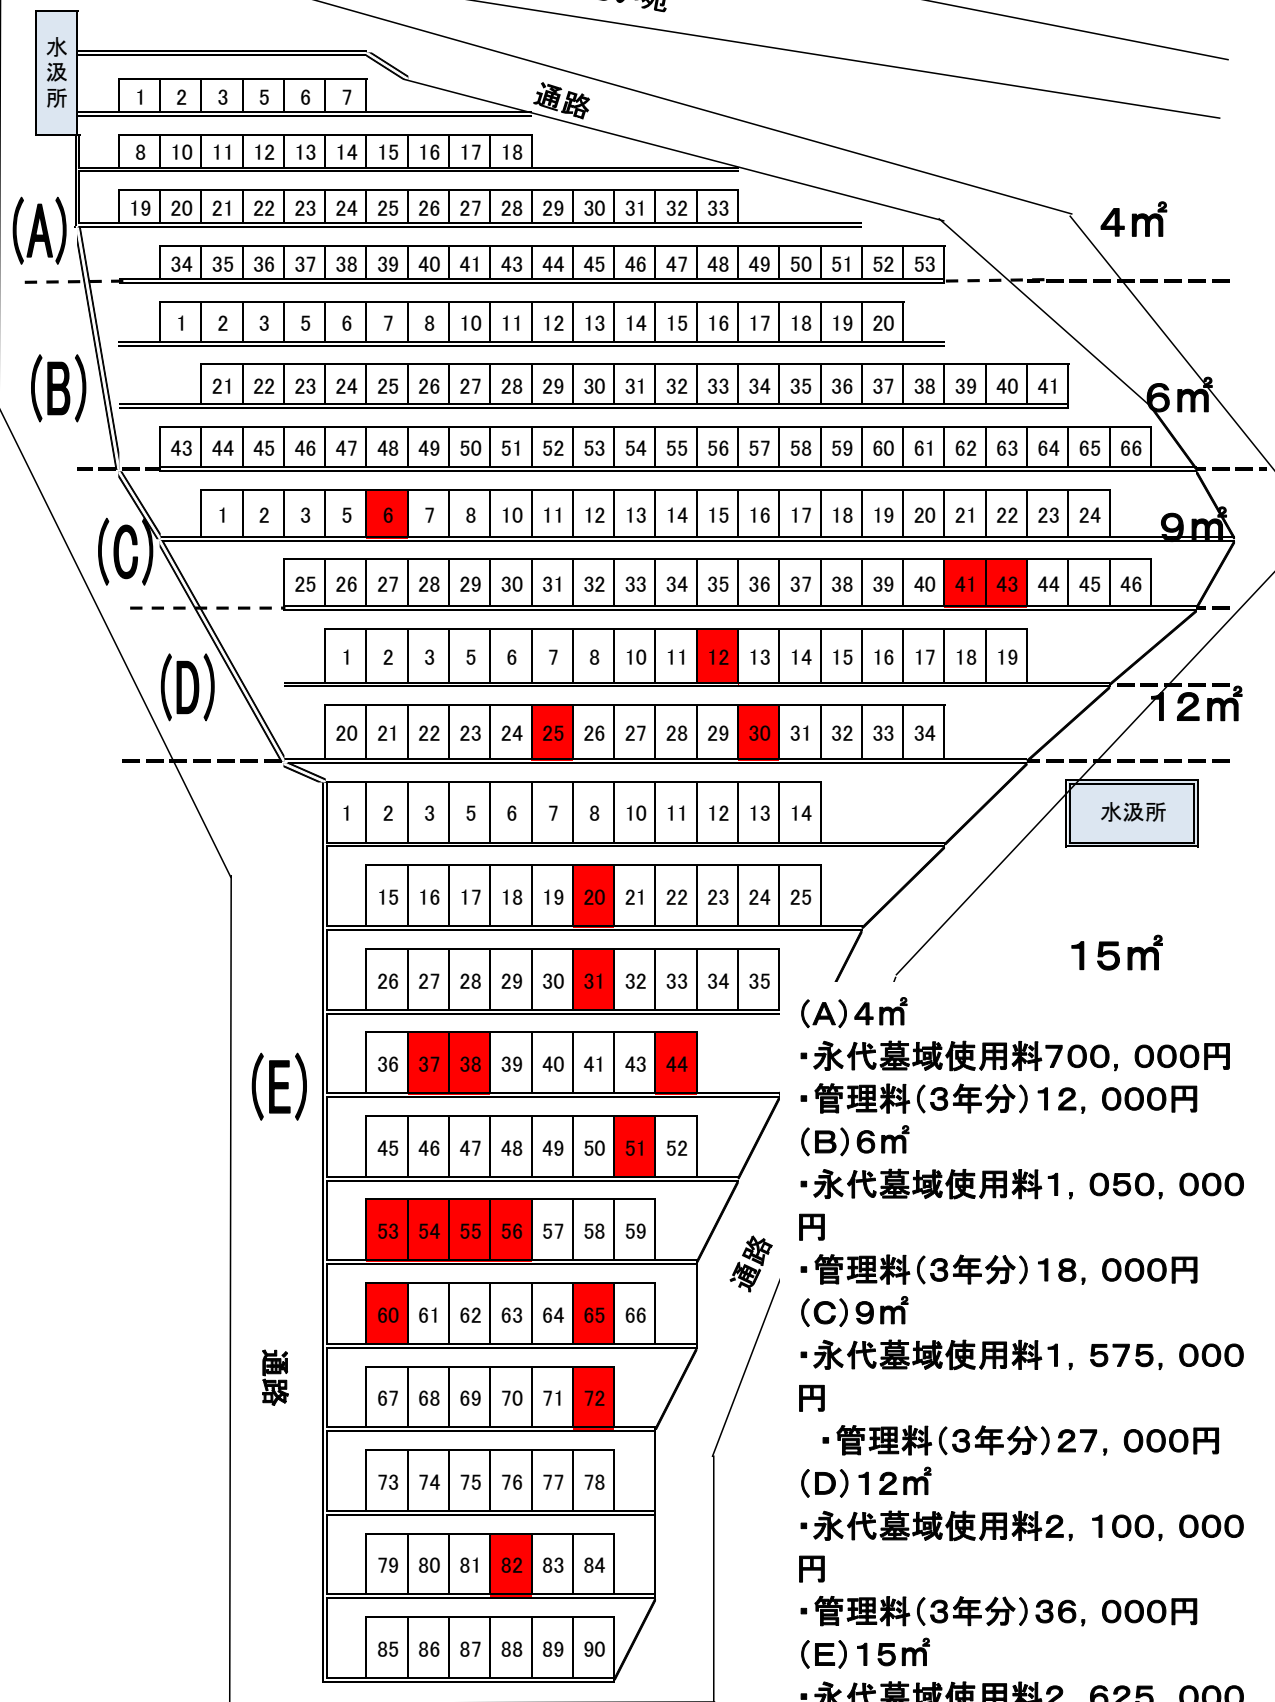 苑
水汲所
通路
1 2 3 5 6 7
8 10 11 12 13 14 15 16 17 18
19 20 21 22 23 24 25 26 27 28 29 30 31 32 33
(A)
4㎡
34 35 36 37 38 39 40 41 43 44 45 46 47 48 49 50 51 52 53
1 2 3 5 6 7 8 10 11 12 13 14 15 16 17 18 19 20
(B)
21 22 23 24 25 26 27 28 29 30 31 32 33 34 35 36 37 38 39 40 41
6㎡
43 44 45 46 47 48 49 50 51 52 53 54 55 56 57 58 59 60 61 62 63 64 65 66
1 2 3 5 6 7 8 10 11 12 13 14 15 16 17 18 19 20 21 22 23 24
9㎡
(C)
25 26 27 28 29 30 31 32 33 34 35 36 37 38 39 40 41 43 44 45 46
1 2 3 5 6 7 8 10 11 12 13 14 15 16 17 18 19
(D)
12㎡
20 21 22 23 24 25 26 27 28 29 30 31 32 33 34
1 2 3 5 6 7 8 10 11 12 13 14
水汲所
15 16 17 18 19 20 21 22 23 24 25
15㎡
26 27 28 29 30 31 32 33 34 35
36 37 38 39 40 41 43 44
(E)
45 46 47 48 49 50 51 52
53 54 55 56 57 58 59
通路
60 61 62 63 64 65 66
通路
67 68 69 70 71 72
73 74 75 76 77 78
79 80 81 82 83 84
85 86 87 88 89 90
(A)4㎡
・永代墓域使用料700,000円
・管理料(3年分)12,000円
(B)6㎡
・永代墓域使用料1,050,000
円
・管理料(3年分)18,000円
(C)9㎡
・永代墓域使用料1,575,000
円
・管理料(3年分)27,000円
(D)12㎡
・永代墓域使用料2,100,000
円
・管理料(3年分)36,000円
(E)15㎡
・永代墓域使用料2,625,000